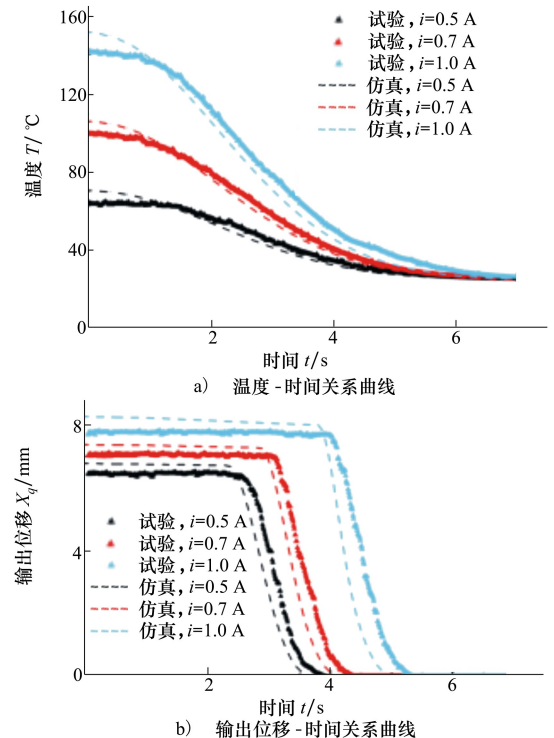 160
120
80
40
0
温度 T/ ℃
试验, i=0.5 A
试验, i=0.7 A
试验, i=1.0 A
仿真, i=0.5 A
仿真, i=0.7 A
仿真, i=1.0 A
2
4
6
时间 t/s
a) 温度-时间关系曲线
8
4
0
输出位移 Xq/mm
试验, i=0.5 A
试验, i=0.7 A
试验, i=1.0 A
仿真, i=0.5 A
仿真, i=0.7 A
仿真, i=1.0 A
2
4
6
时间 t/s
b) 输出位移-时间关系曲线